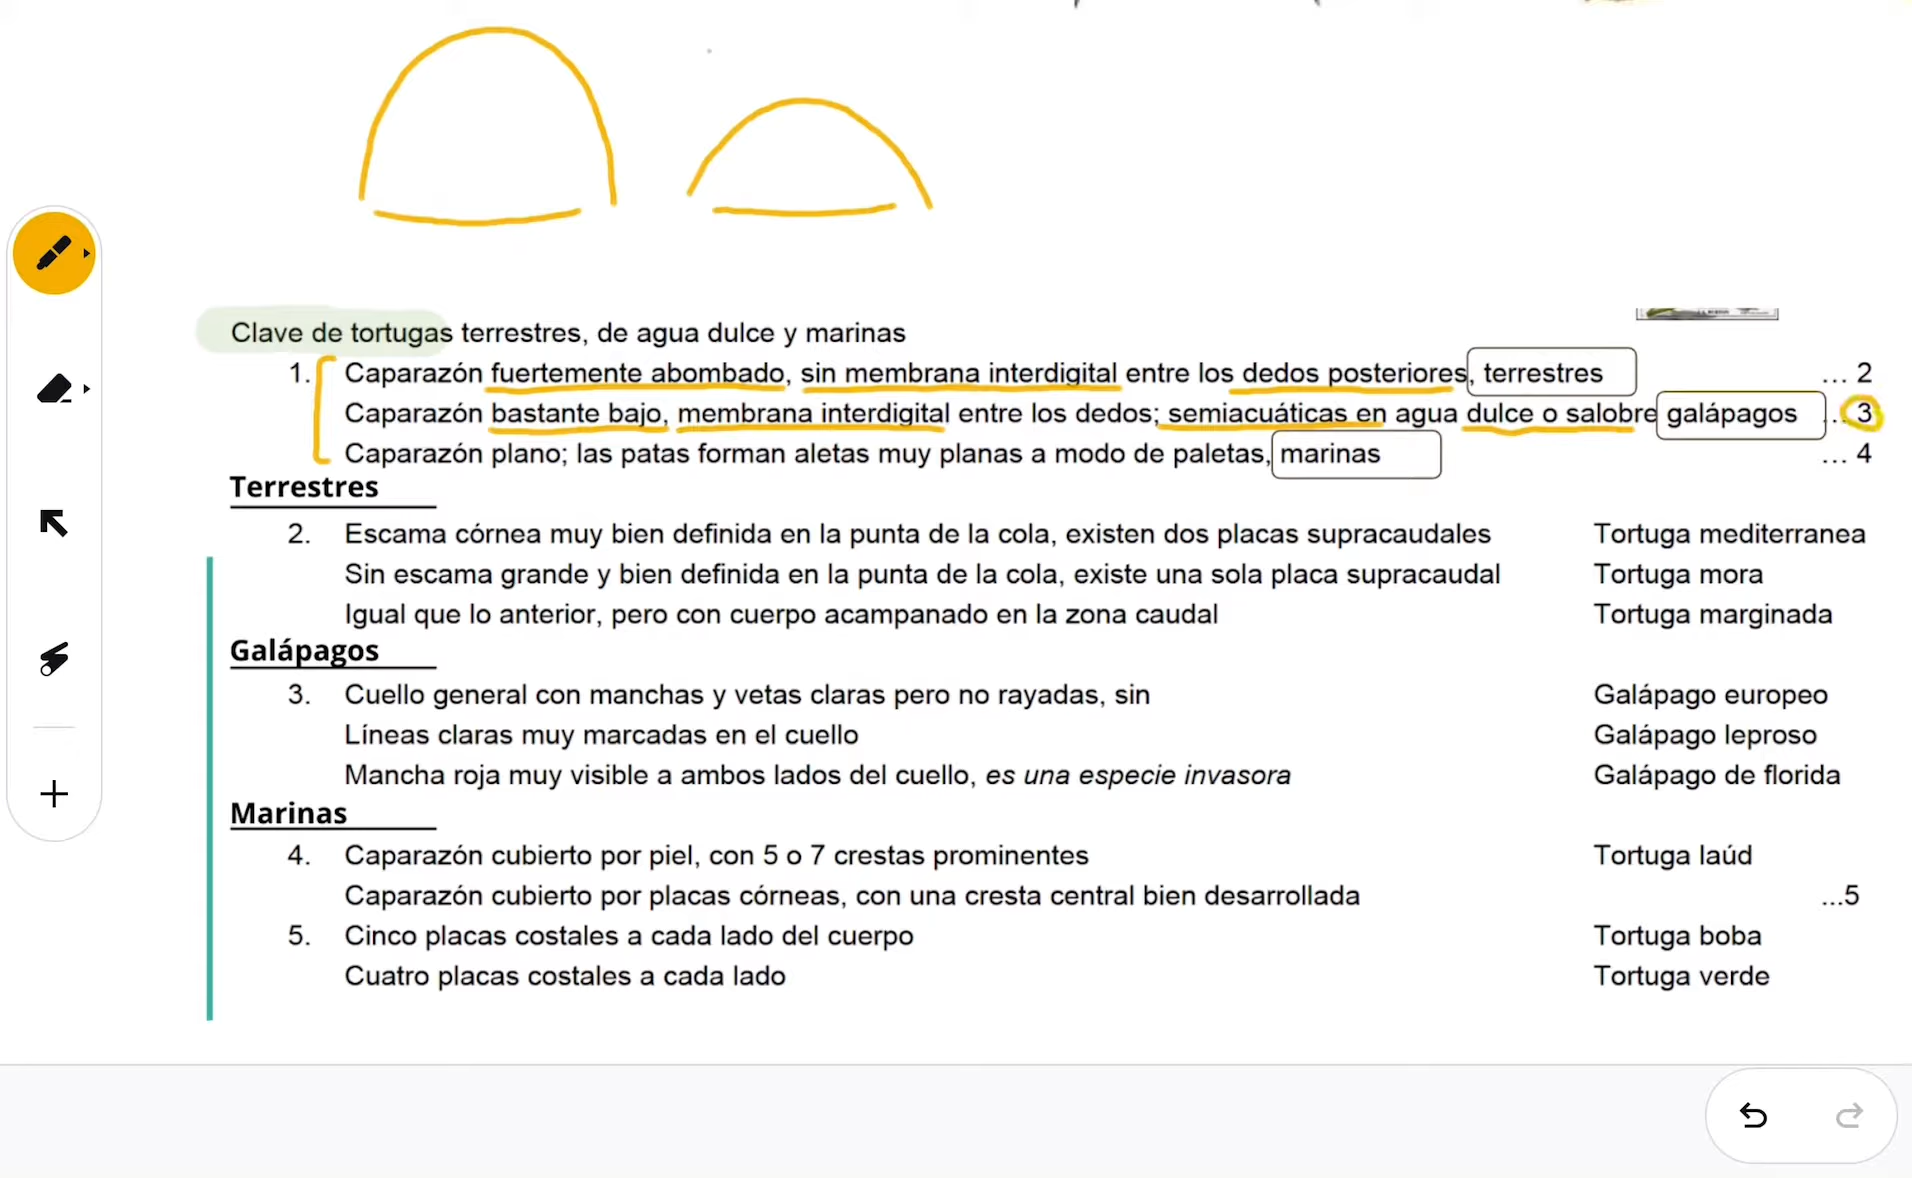 Clave de tortugas terrestres, de agua dulce y marinas
1. Caparazón fuertemente abombado, sin membrana interdigital entre los dedos posteriores, terrestres ... 2
Caparazón bastante bajo, membrana interdigital entre los dedos; semiacuáticas en agua dulce o salobre galápagos ... 3
Caparazón plano; las patas forman aletas muy planas a modo de paletas, marinas ... 4
Terrestres
2. Escama córnea muy bien definida en la punta de la cola, existen dos placas supracaudales Tortuga mediterranea
Sin escama grande y bien definida en la punta de la cola, existe una sola placa supracaudal Tortuga mora
Igual que lo anterior, pero con cuerpo acampanado en la zona caudal Tortuga marginada
Galápagos
3. Cuello general con manchas y vetas claras pero no rayadas, sin Galápago europeo
Líneas claras muy marcadas en el cuello Galápago leproso
Mancha roja muy visible a ambos lados del cuello, es una especie invasora Galápago de florida
Marinas
4. Caparazón cubierto por piel, con 5 o 7 crestas prominentes Tortuga laúd
Caparazón cubierto por placas córneas, con una cresta central bien desarrollada ...5
5. Cinco placas costales a cada lado del cuerpo Tortuga boba
Cuatro placas costales a cada lado Tortuga verde